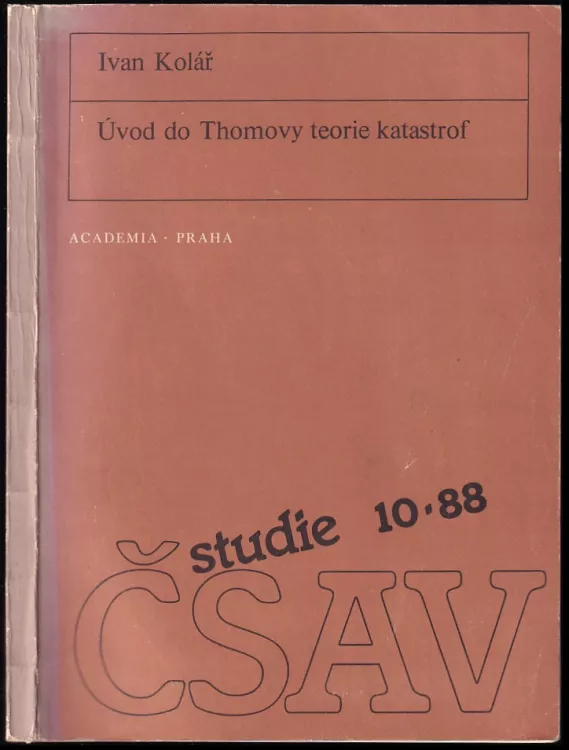 Ivan Kolář
Úvod do Thomovy teorie katastrof
ACADEMIA · PRAHA
studie 10·88
ČSAV